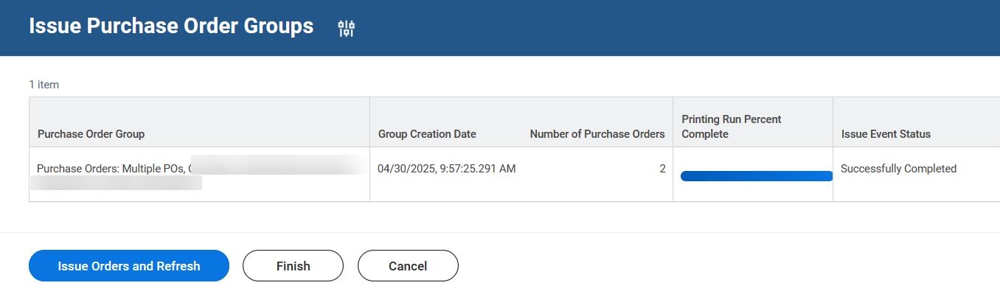 Issue Purchase Order Groups
1 item
Purchase Order Group
Group Creation Date
Number of Purchase Orders
Printing Run Percent
Complete
Issue Event Status
Purchase Orders: Multiple POs,
04/30/2025, 9:57:25.291 AM
2
Successfully Completed
Issue Orders and Refresh
Finish
Cancel